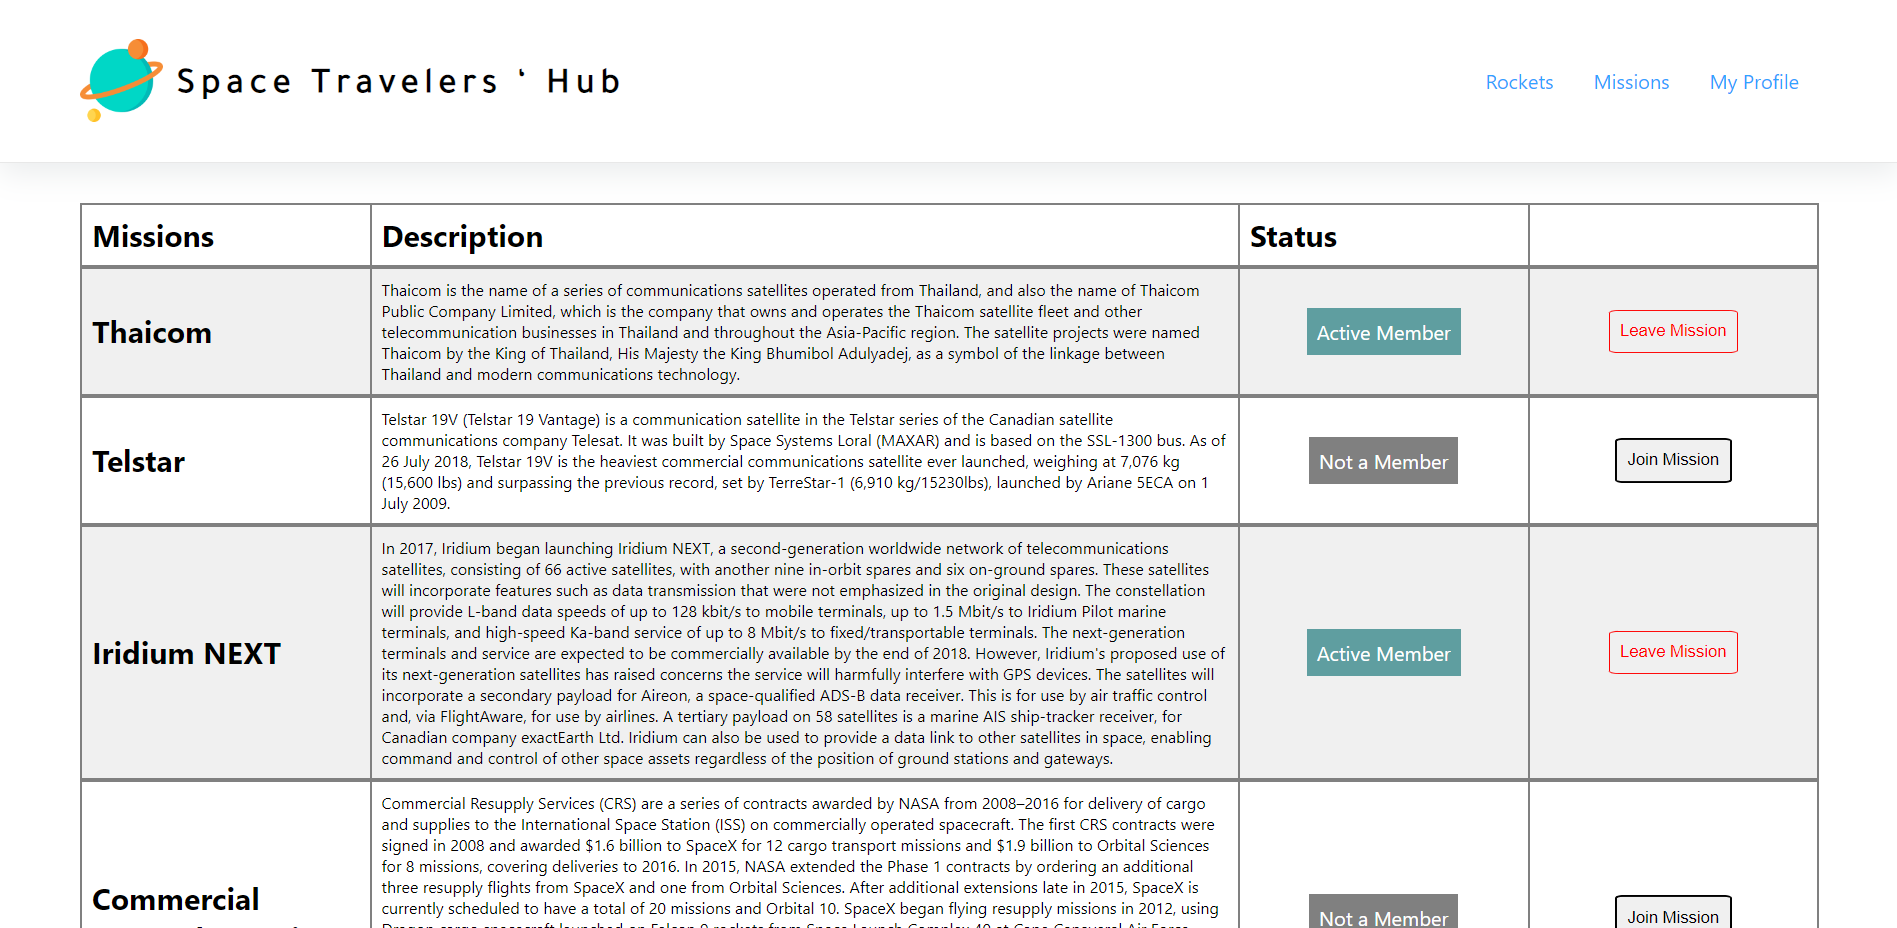 Space Travelers ‘ Hub
Rockets
Missions
My Profile
Missions
Description
Status
Thaicom
Thaicom is the name of a series of communications satellites operated from Thailand, and also the name of Thaicom
Public Company Limited, which is the company that owns and operates the Thaicom satellite fleet and other
telecommunication businesses in Thailand and throughout the Asia-Pacific region. The satellite projects were named
Thaicom by the King of Thailand, His Majesty the King Bhumibol Adulyadej, as a symbol of the linkage between
Thailand and modern communications technology.
Active Member
Leave Mission
Telstar
Telstar 19V (Telstar 19 Vantage) is a communication satellite in the Telstar series of the Canadian satellite
communications company Telesat. It was built by Space Systems Loral (MAXAR) and is based on the SSL-1300 bus. As of
26 July 2018, Telstar 19V is the heaviest commercial communications satellite ever launched, weighing at 7,076 kg
(15,600 lbs) and surpassing the previous record, set by TerreStar-1 (6,910 kg/15230lbs), launched by Ariane 5ECA on 1
July 2009.
Not a Member
Join Mission
Iridium NEXT
In 2017, Iridium began launching Iridium NEXT, a second-generation worldwide network of telecommunications
satellites, consisting of 66 active satellites, with another nine in-orbit spares and six on-ground spares. These satellites
will incorporate features such as data transmission that were not emphasized in the original design. The constellation
will provide L-band data speeds of up to 128 kbit/s to mobile terminals, up to 1.5 Mbit/s to Iridium Pilot marine
terminals, and high-speed Ka-band service of up to 8 Mbit/s to fixed/transportable terminals. The next-generation
terminals and service are expected to be commercially available by the end of 2018. However, Iridium's proposed use of
its next-generation satellites has raised concerns the service will harmfully interfere with GPS devices. The satellites will
incorporate a secondary payload for Aireon, a space-qualified ADS-B data receiver. This is for use by air traffic control
and, via FlightAware, for use by airlines. A tertiary payload on 58 satellites is a marine AIS ship-tracker receiver, for
Canadian company exactEarth Ltd. Iridium can also be used to provide a data link to other satellites in space, enabling
command and control of other space assets regardless of the position of ground stations and gateways.
Active Member
Leave Mission
Commercial
Commercial Resupply Services (CRS) are a series of contracts awarded by NASA from 2008–2016 for delivery of cargo
and supplies to the International Space Station (ISS) on commercially operated spacecraft. The first CRS contracts were
signed in 2008 and awarded $1.6 billion to SpaceX for 12 cargo transport missions and $1.9 billion to Orbital Sciences
for 8 missions, covering deliveries to 2016. In 2015, NASA extended the Phase 1 contracts by ordering an additional
three resupply flights from SpaceX and one from Orbital Sciences. After additional extensions late in 2015, SpaceX is
currently scheduled to have a total of 20 missions and Orbital 10. SpaceX began flying resupply missions in 2012, using
Not a Member
Join Mission